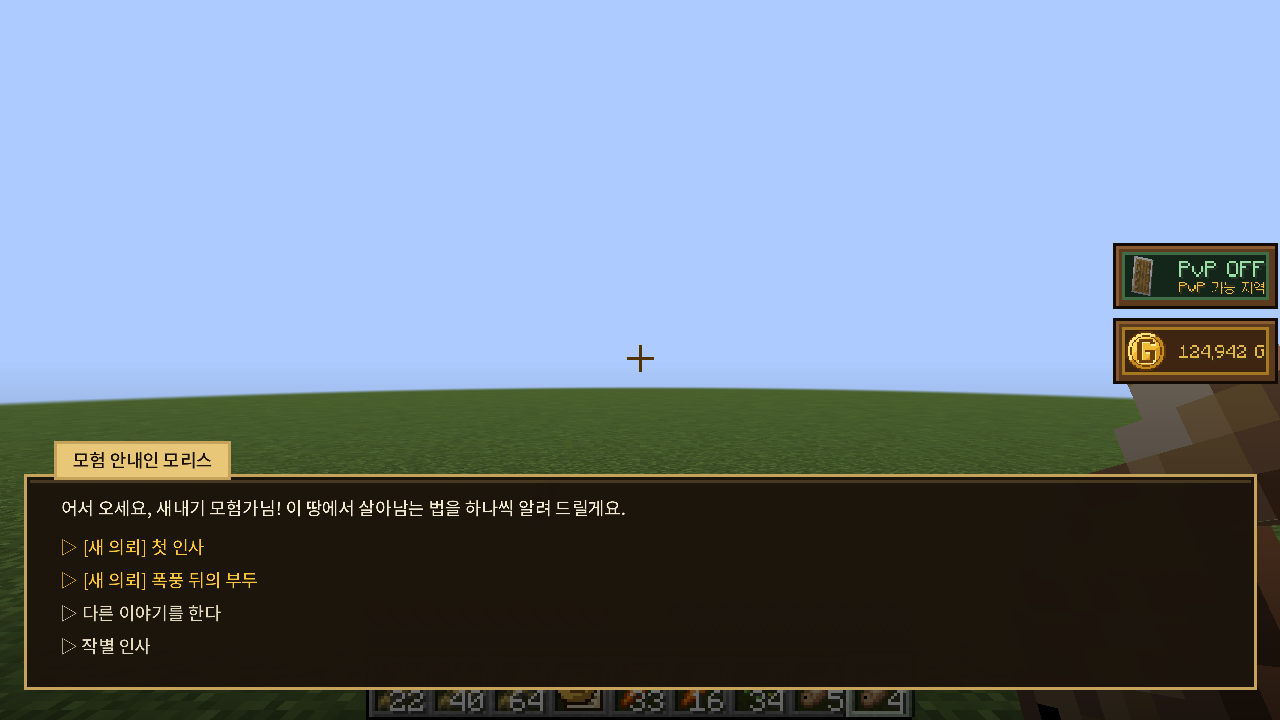 PvP OFF
PvP 가능 지역
124,942 G
모험 안내인 모리스
어서 오세요, 새내기 모험가님! 이 땅에서 살아남는 법을 하나씩 알려 드릴게요.
▷ [새 의뢰] 첫 인사
▷ [새 의뢰] 폭풍 뒤의 부두
▷ 다른 이야기를 한다
▷ 작별 인사
22 40 64 33 16 34 5 4